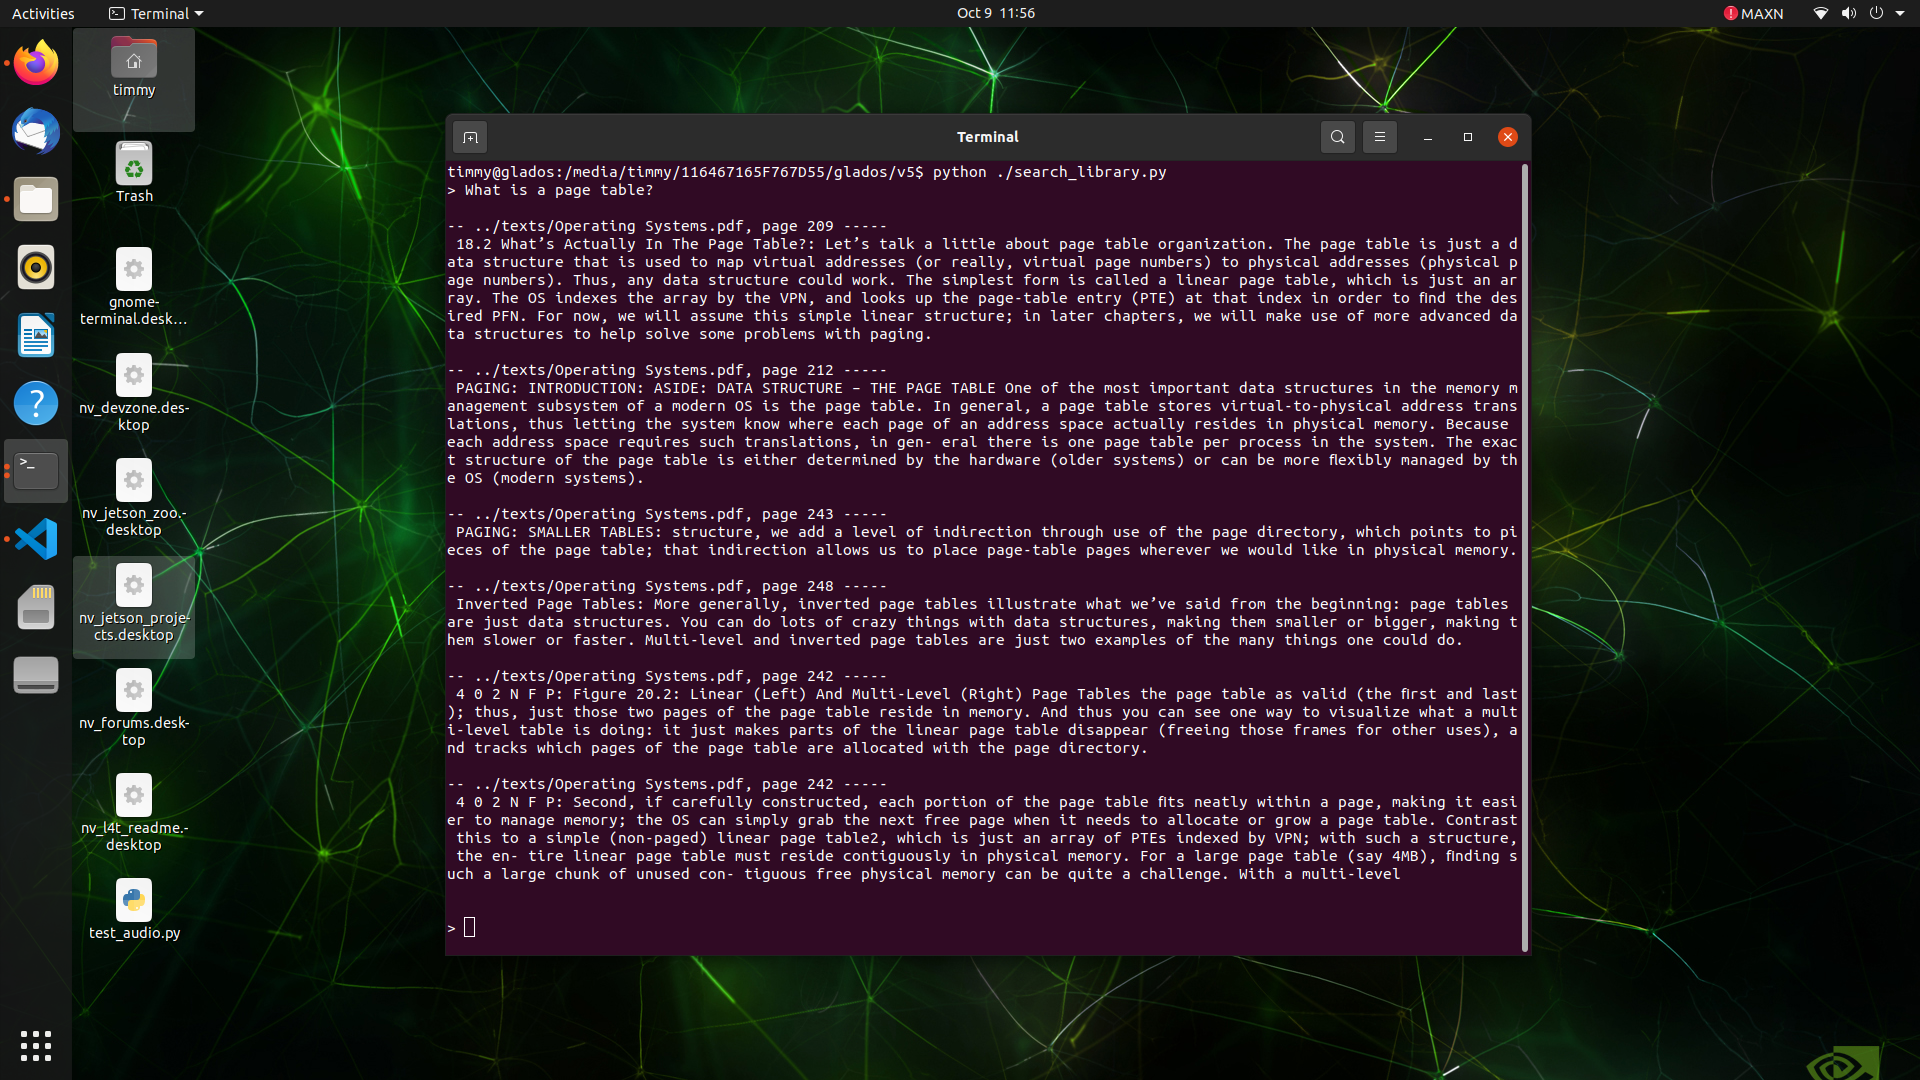 Activities
Terminal
Oct 9 11:56
MAXN
timmy
Trash
gnome-
terminal.desk...
nv_devzone.des-
ktop
nv_jetson_zoo.-
desktop
nv_jetson_proje-
cts.desktop
nv_forums.desk-
top
nv_l4t_readme.-
desktop
test_audio.py
Terminal
timmy@glados:/media/timmy/116467165F767D55/glados/v5$ python ./search_library.py
> What is a page table?
-- ../texts/Operating Systems.pdf, page 209 -----
18.2 What’s Actually In The Page Table?: Let’s talk a little about page table organization. The page table is just a d
ata structure that is used to map virtual addresses (or really, virtual page numbers) to physical addresses (physical p
age numbers). Thus, any data structure could work. The simplest form is called a linear page table, which is just an ar
ray. The OS indexes the array by the VPN, and looks up the page-table entry (PTE) at that index in order to find the des
ired PFN. For now, we will assume this simple linear structure; in later chapters, we will make use of more advanced da
ta structures to help solve some problems with paging.
-- ../texts/Operating Systems.pdf, page 212 -----
PAGING: INTRODUCTION: ASIDE: DATA STRUCTURE – THE PAGE TABLE One of the most important data structures in the memory m
anagement subsystem of a modern OS is the page table. In general, a page table stores virtual-to-physical address trans
lations, thus letting the system know where each page of an address space actually resides in physical memory. Because
each address space requires such translations, in gen- eral there is one page table per process in the system. The exac
t structure of the page table is either determined by the hardware (older systems) or can be more flexibly managed by th
e OS (modern systems).
-- ../texts/Operating Systems.pdf, page 243 -----
PAGING: SMALLER TABLES: structure, we add a level of indirection through use of the page directory, which points to pi
eces of the page table; that indirection allows us to place page-table pages wherever we would like in physical memory.
-- ../texts/Operating Systems.pdf, page 248 -----
Inverted Page Tables: More generally, inverted page tables illustrate what we’ve said from the beginning: page tables
are just data structures. You can do lots of crazy things with data structures, making them smaller or bigger, making t
hem slower or faster. Multi-level and inverted page tables are just two examples of the many things one could do.
-- ../texts/Operating Systems.pdf, page 242 -----
4 0 2 N F P: Figure 20.2: Linear (Left) And Multi-Level (Right) Page Tables the page table as valid (the first and last
); thus, just those two pages of the page table reside in memory. And thus you can see one way to visualize what a mult
i-level table is doing: it just makes parts of the linear page table disappear (freeing those frames for other uses), a
nd tracks which pages of the page table are allocated with the page directory.
-- ../texts/Operating Systems.pdf, page 242 -----
4 0 2 N F P: Second, if carefully constructed, each portion of the page table fits neatly within a page, making it easi
er to manage memory; the OS can simply grab the next free page when it needs to allocate or grow a page table. Contrast
this to a simple (non-paged) linear page table2, which is just an array of PTEs indexed by VPN; with such a structure,
the en- tire linear page table must reside contiguously in physical memory. For a large page table (say 4MB), finding s
uch a large chunk of unused con- tiguous free physical memory can be quite a challenge. With a multi-level
>